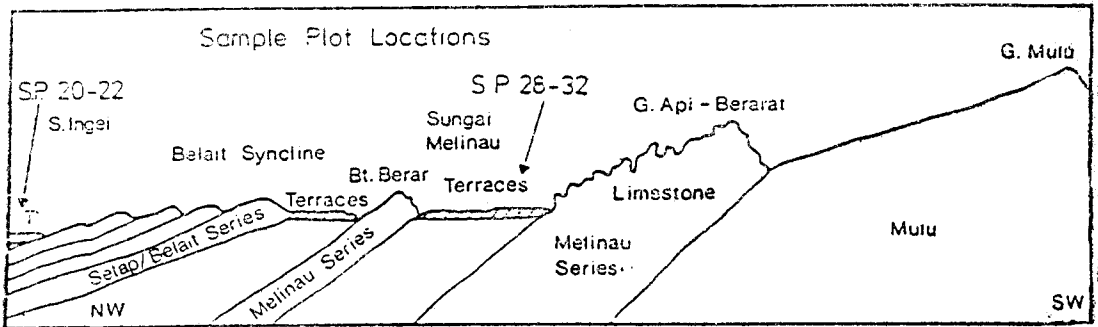 Sample Plot Locations
G. Mulu
SP 20-22
S P 28-32
S. Ingei
G. Api - Berarat
Sungai
Melinau
Belait Syncline
Bt. Berar
Terraces
Terraces
Limestone
T
Setap/Belait Series
Melinau Series
Melinau
Series
Mulu
NW
SW